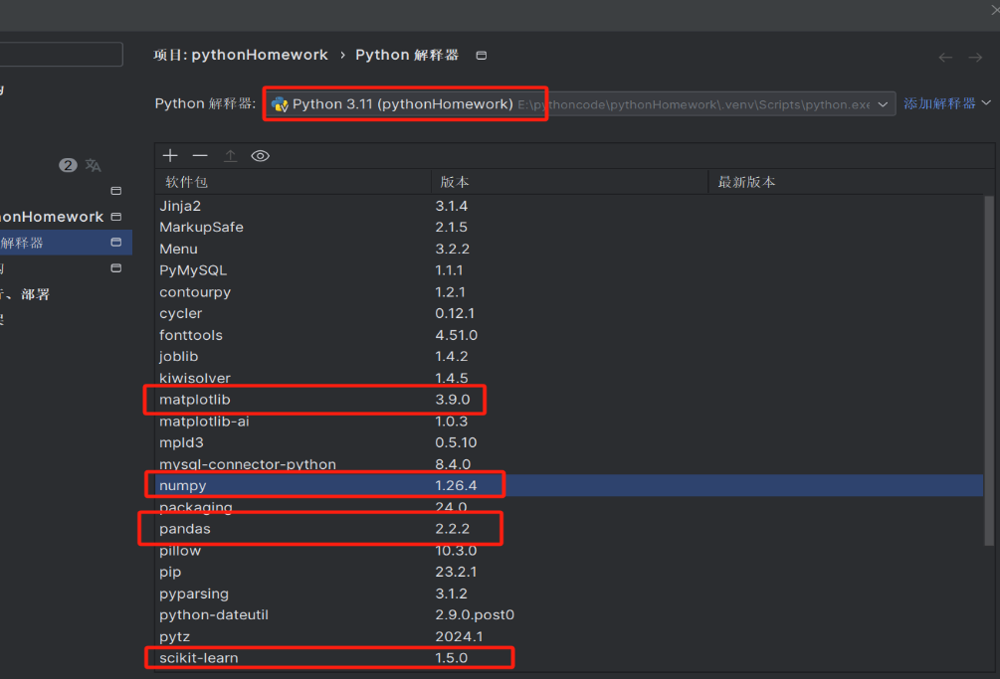 项目: pythonHomework › Python 解释器
Python 解释器: Python 3.11 (pythonHomework) E:\pythoncode\pythonHomework\.venv\Scripts\python.exe 添加解释器
2
软件包 版本 最新版本
Jinja2 3.1.4
MarkupSafe 2.1.5
Menu 3.2.2
onHomework
PyMySQL 1.1.1
解释器
contourpy 1.2.1
、部署
cycler 0.12.1
fonttools 4.51.0
joblib 1.4.2
kiwisolver 1.4.5
matplotlib 3.9.0
matplotlib-ai 1.0.3
mpld3 0.5.10
mysql-connector-python 8.4.0
numpy 1.26.4
packaging 24.0
pandas 2.2.2
pillow 10.3.0
pip 23.2.1
pyparsing 3.1.2
python-dateutil 2.9.0.post0
pytz 2024.1
scikit-learn 1.5.0